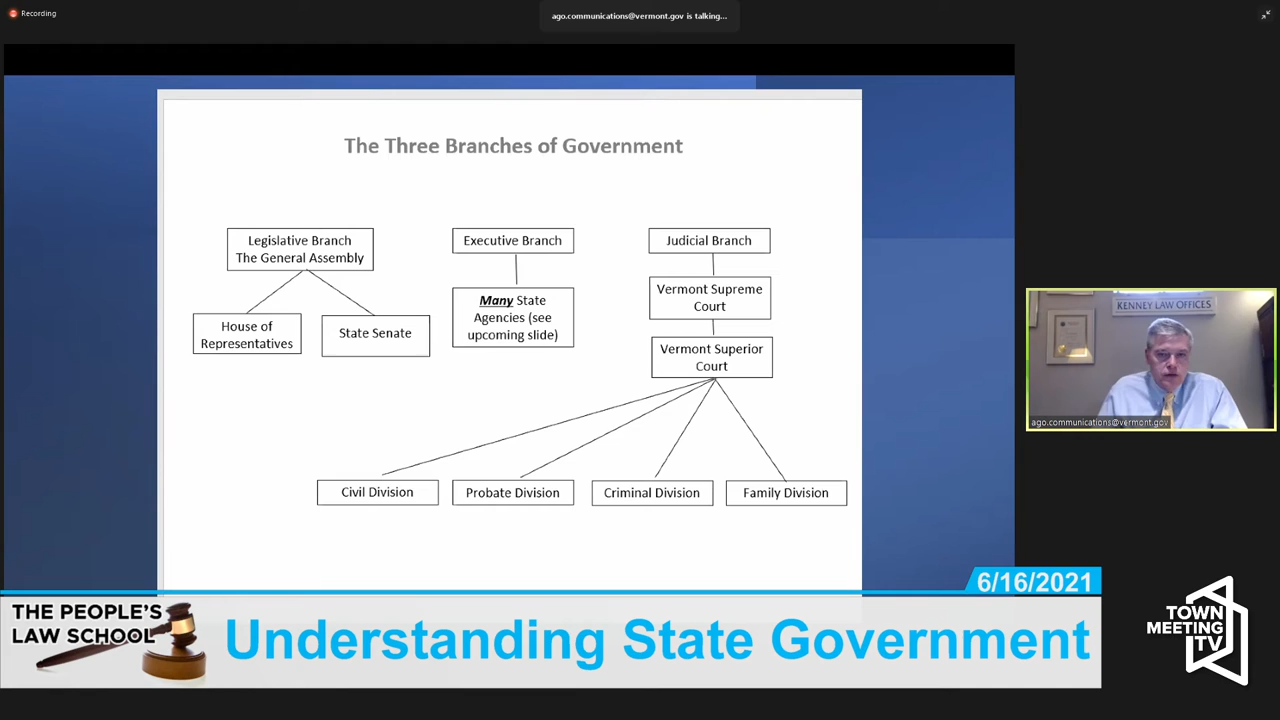 Recording
ago.communications@vermont.gov is talking...
The Three Branches of Government
Legislative Branch
The General Assembly
House of
Representatives
State Senate
Executive Branch
Many State
Agencies (see
upcoming slide)
Judicial Branch
Vermont Supreme
Court
Vermont Superior
Court
Civil Division
Probate Division
Criminal Division
Family Division
KENNEY LAW OFFICES
ago.communications@vermont.gov
6/16/2021
THE PEOPLE'S
LAW SCHOOL
Understanding State Government
TOWN
MEETING
TV